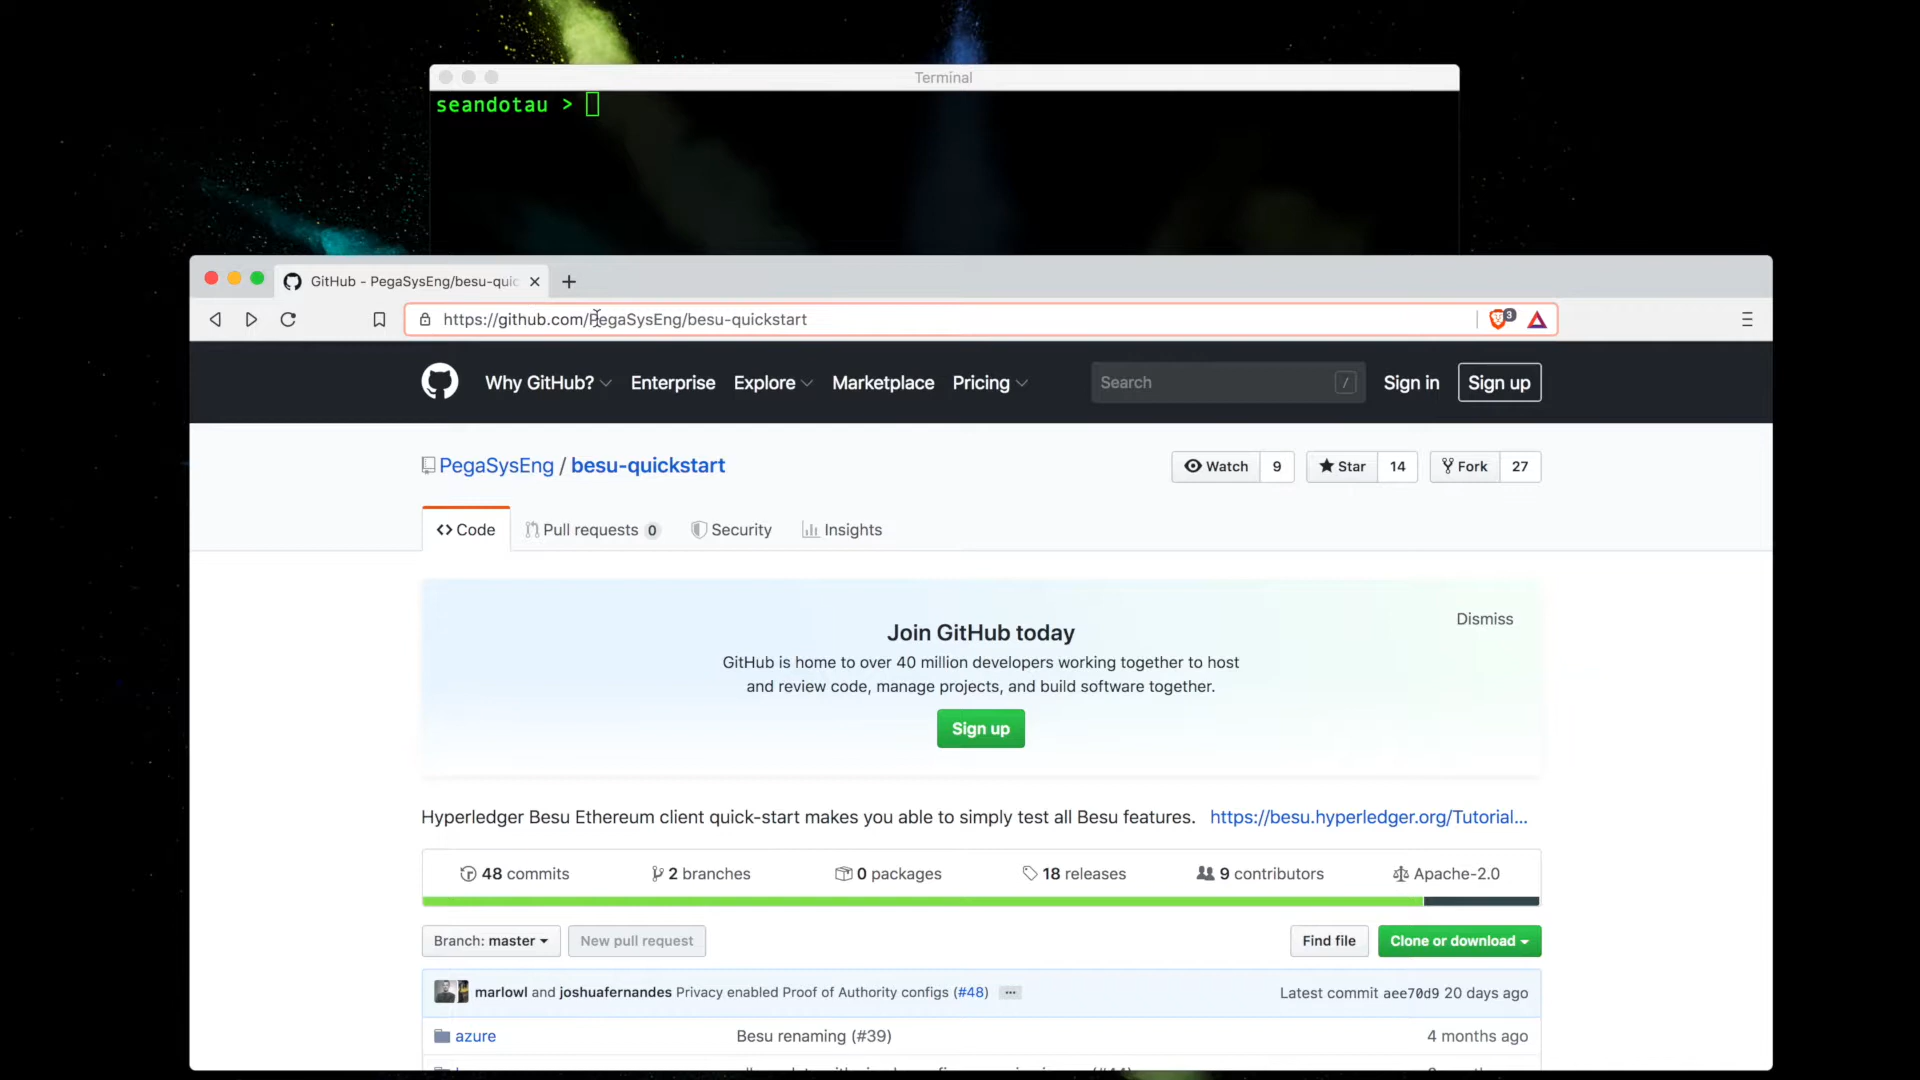 Terminal
seandotau >
GitHub - PegaSysEng/besu-quic
https://github.com/PegaSysEng/besu-quickstart
3
Why GitHub? Enterprise Explore Marketplace Pricing Search / Sign in Sign up
PegaSysEng / besu-quickstart
Watch 9 Star 14 Fork 27
Code Pull requests 0 Security Insights
Dismiss
Join GitHub today
GitHub is home to over 40 million developers working together to host
and review code, manage projects, and build software together.
Sign up
Hyperledger Besu Ethereum client quick-start makes you able to simply test all Besu features. https://besu.hyperledger.org/Tutorial...
48 commits 2 branches 0 packages 18 releases 9 contributors Apache-2.0
Branch: master New pull request Find file Clone or download
marlowl and joshuafernandes Privacy enabled Proof of Authority configs (#48) ... Latest commit aee70d9 20 days ago
azure Besu renaming (#39) 4 months ago